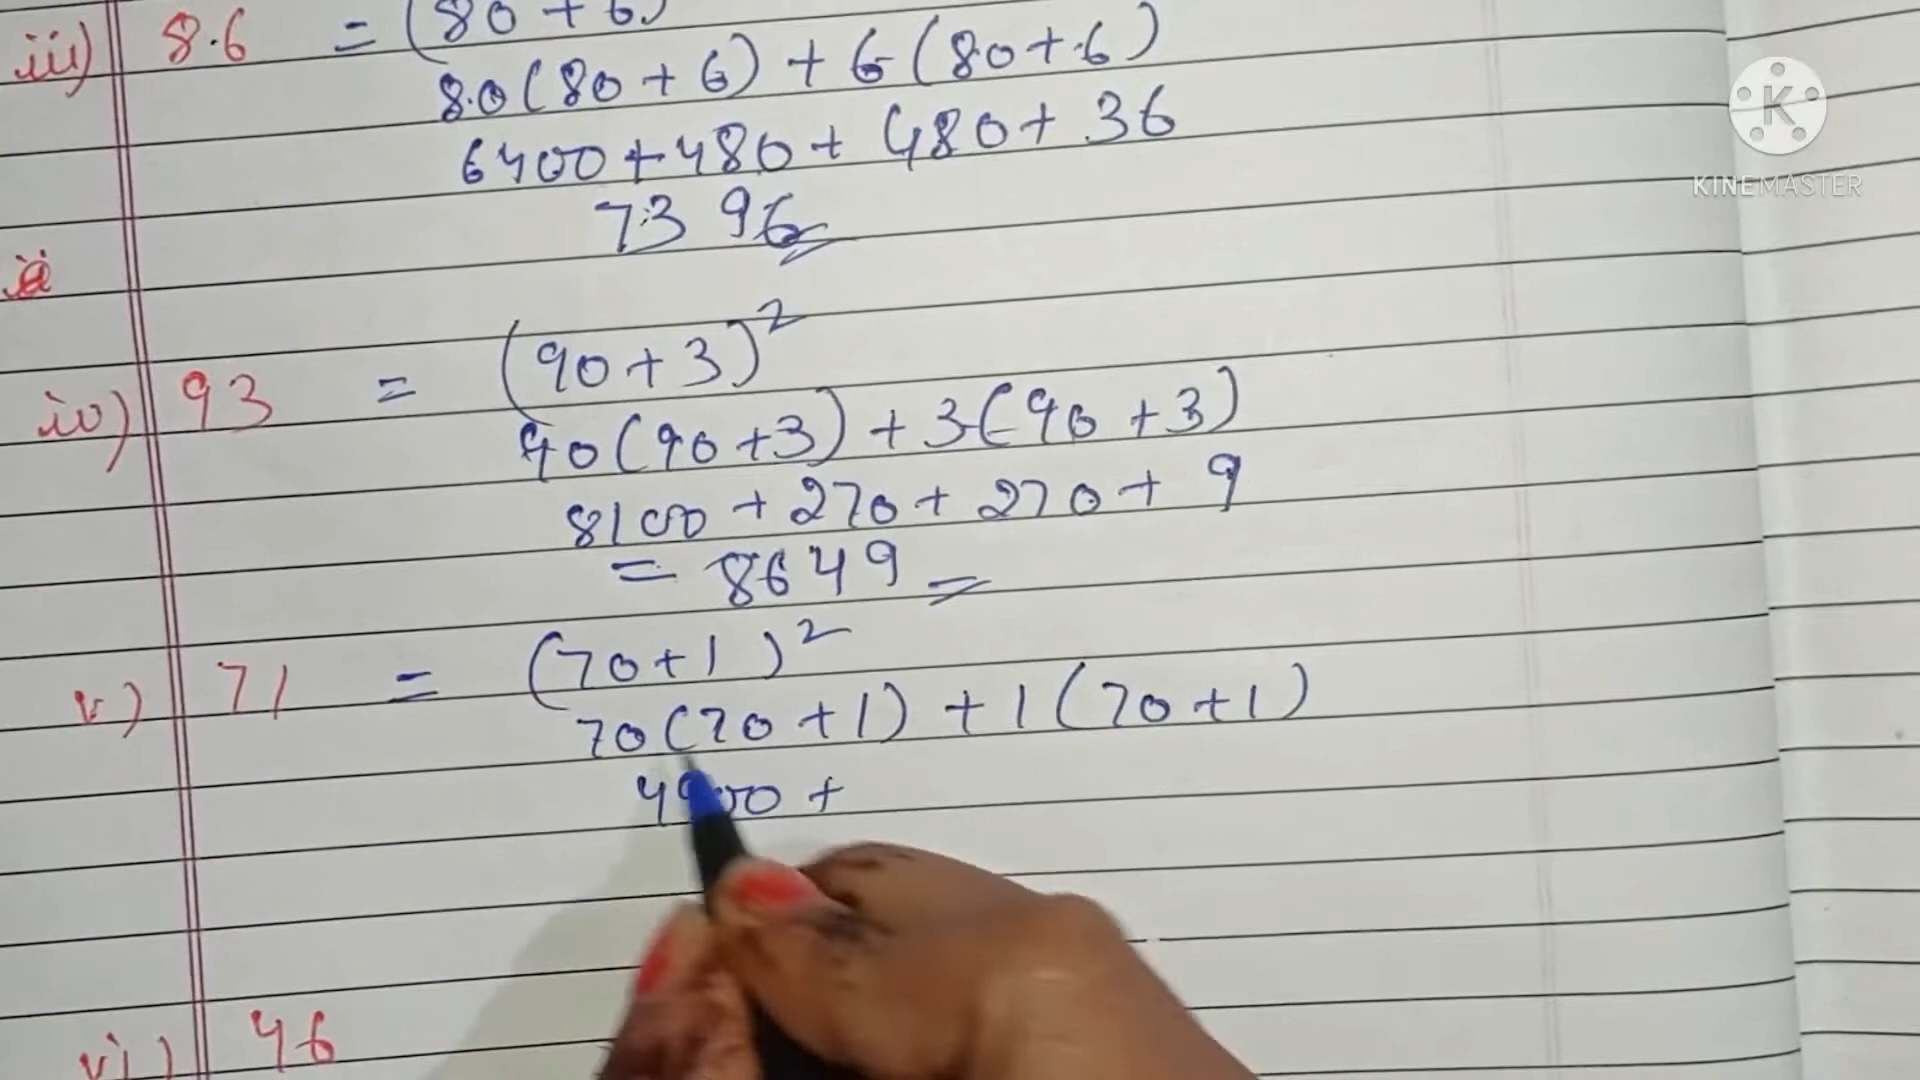 iii) 86 = (80+6)
80(80+6) + 6(80+6)
6400+480+480+36
7396
iv) 93 = (90+3)²
90(90+3) + 3(90+3)
8100+270+270+9
= 8649 =
v) 71 = (70+1)²
70(70+1) + 1(70+1)
4900 +
vi) 46
KINEMASTER